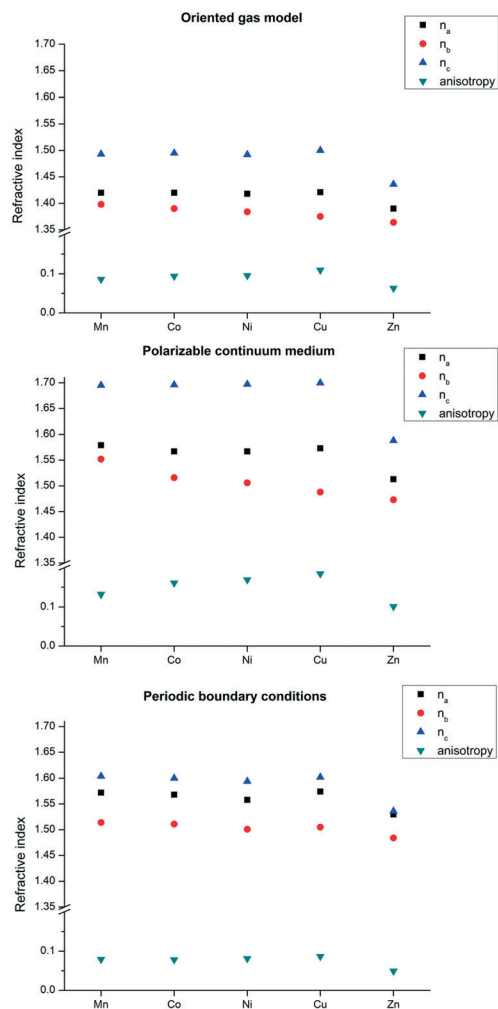 Oriented gas model
n_a
n_b
n_c
anisotropy
Refractive index
1.70
1.65
1.60
1.55
1.50
1.45
1.40
1.35
0.1
0.0
Mn Co Ni Cu Zn
Polarizable continuum medium
n_a
n_b
n_c
anisotropy
Refractive index
1.70
1.65
1.60
1.55
1.50
1.45
1.40
1.35
0.1
0.0
Mn Co Ni Cu Zn
Periodic boundary conditions
n_a
n_b
n_c
anisotropy
Refractive index
1.70
1.65
1.60
1.55
1.50
1.45
1.40
1.35
0.1
0.0
Mn Co Ni Cu Zn